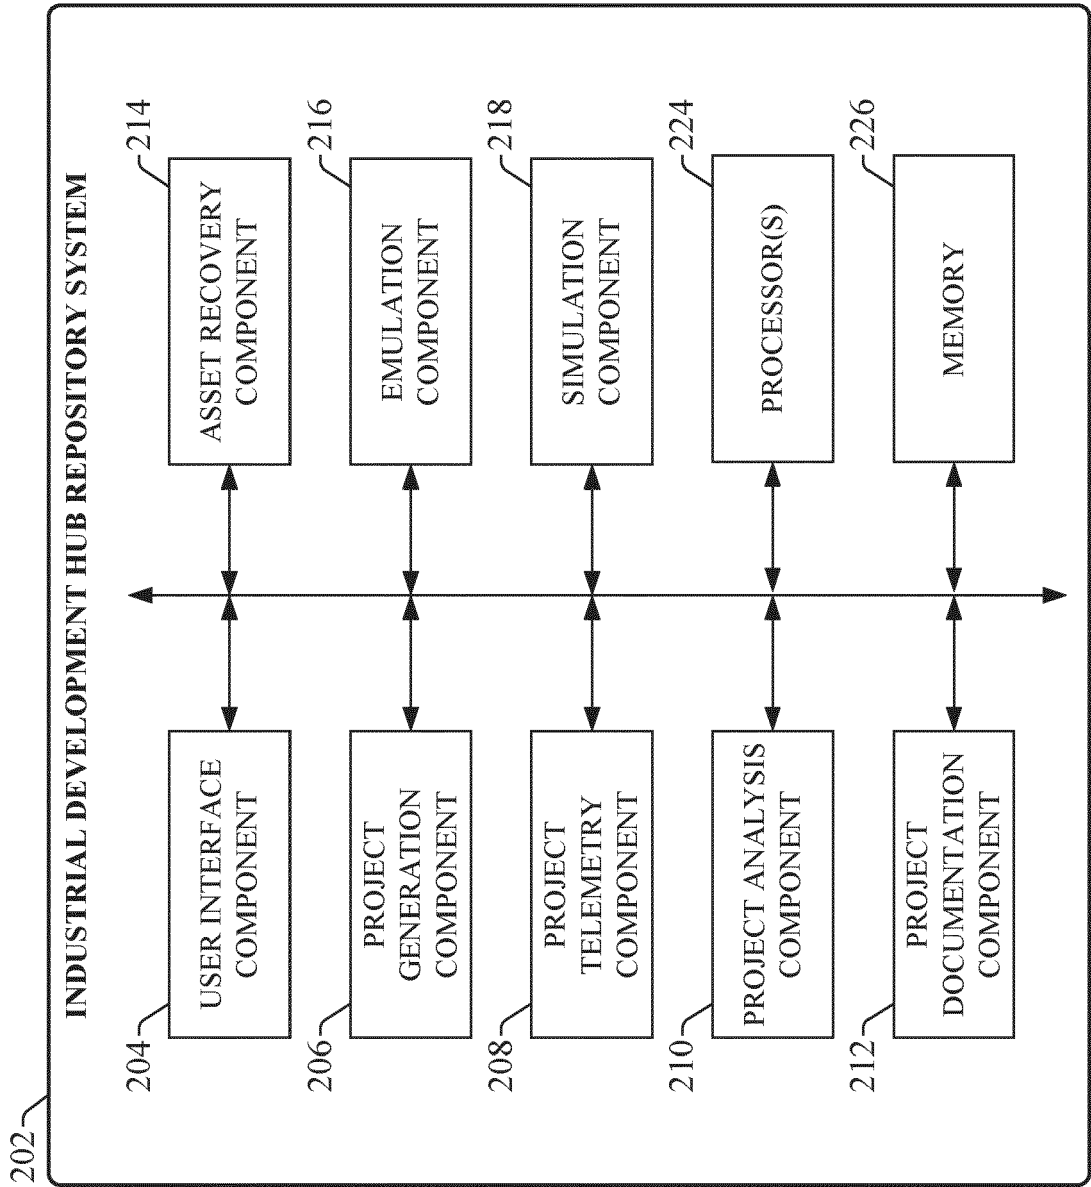 202
INDUSTRIAL DEVELOPMENT HUB REPOSITORY SYSTEM
204
USER INTERFACE
COMPONENT
206
PROJECT
GENERATION
COMPONENT
208
PROJECT
TELEMETRY
COMPONENT
210
PROJECT ANALYSIS
COMPONENT
212
PROJECT
DOCUMENTATION
COMPONENT
214
ASSET RECOVERY
COMPONENT
216
EMULATION
COMPONENT
218
SIMULATION
COMPONENT
224
PROCESSOR(S)
226
MEMORY